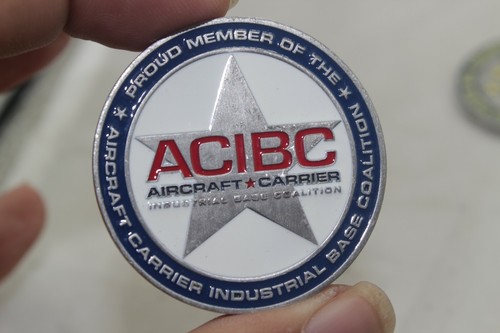 ★ PROUD MEMBER OF THE ★
ACIBC
AIRCRAFT★CARRIER
INDUSTRIAL BASE COALITION
AIRCRAFT CARRIER INDUSTRIAL BASE COALITION